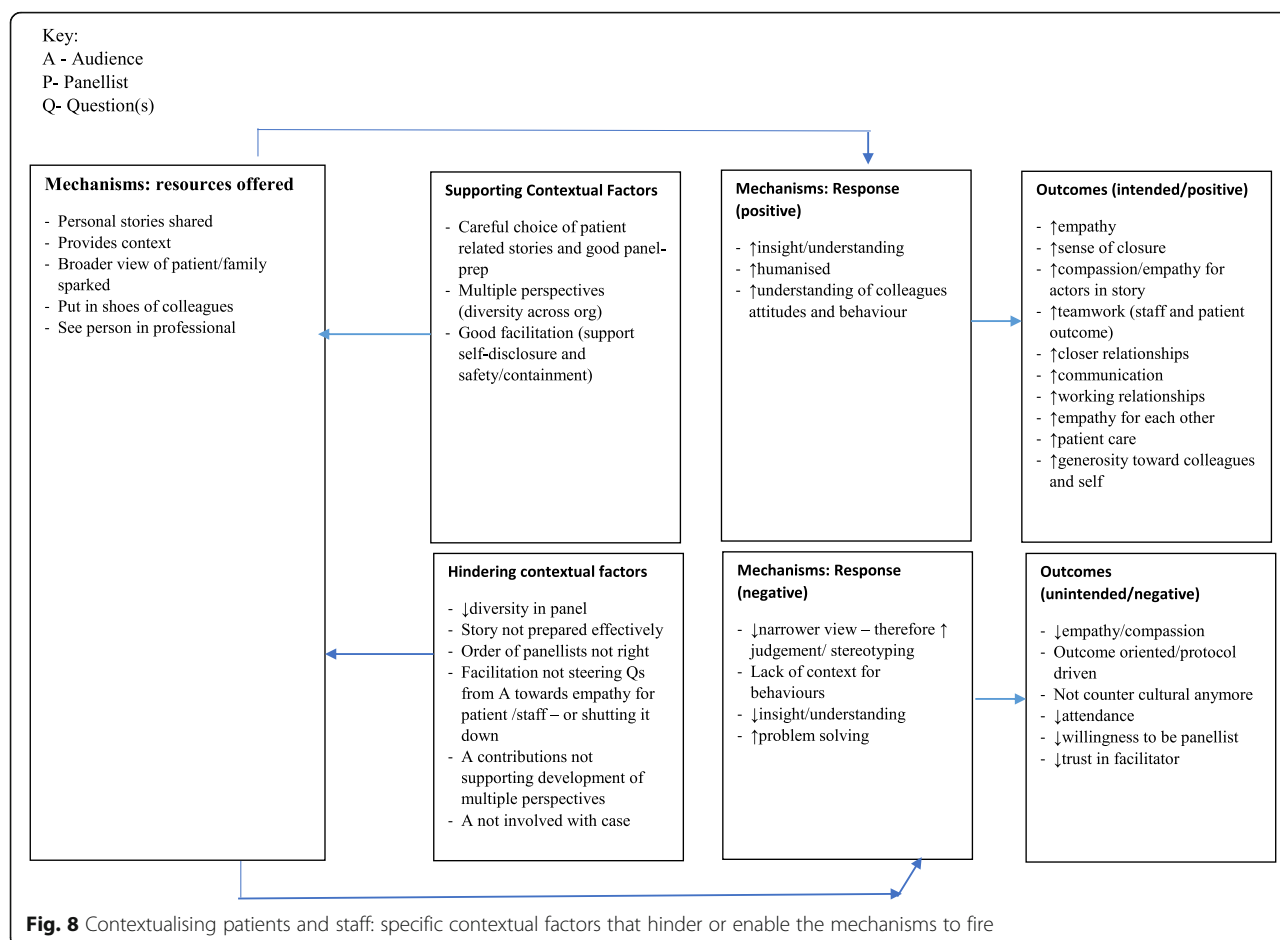 Key:
A - Audience
P- Panellist
Q- Question(s)
Mechanisms: resources offered
- Personal stories shared
- Provides context
- Broader view of patient/family
sparked
- Put in shoes of colleagues
- See person in professional
Supporting Contextual Factors
- Careful choice of patient
related stories and good panel-
prep
- Multiple perspectives
(diversity across org)
- Good facilitation (support
self-disclosure and
safety/containment)
Mechanisms: Response
(positive)
- ↑insight/understanding
- ↑humanised
- ↑understanding of colleagues
attitudes and behaviour
Outcomes (intended/positive)
- ↑empathy
- ↑sense of closure
- ↑compassion/empathy for
actors in story
- ↑teamwork (staff and patient
outcome)
- ↑closer relationships
- ↑communication
- ↑working relationships
- ↑empathy for each other
- ↑patient care
- ↑generosity toward colleagues
and self
Hindering contextual factors
- ↓diversity in panel
- Story not prepared effectively
- Order of panellists not right
- Facilitation not steering Qs
from A towards empathy for
patient /staff – or shutting it
down
- A contributions not
supporting development of
multiple perspectives
- A not involved with case
Mechanisms: Response
(negative)
- ↓narrower view – therefore ↑
judgement/ stereotyping
- Lack of context for
behaviours
- ↓insight/understanding
- ↑problem solving
Outcomes
(unintended/negative)
- ↓empathy/compassion
- Outcome oriented/protocol
driven
- Not counter cultural anymore
- ↓attendance
- ↓willingness to be panellist
- ↓trust in facilitator
Fig. 8 Contextualising patients and staff: specific contextual factors that hinder or enable the mechanisms to fire